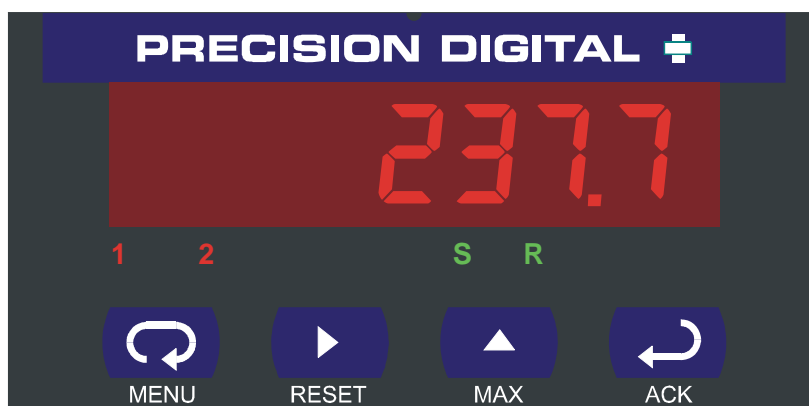 PRECISION DIGITAL
237.7
1 2 S R
MENU RESET MAX ACK